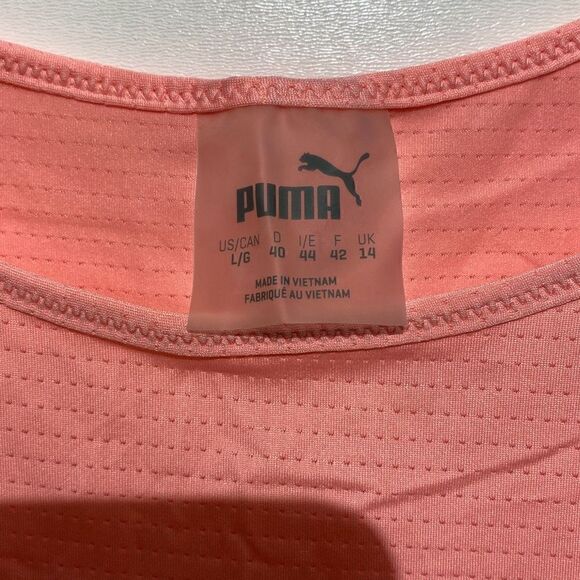 PUMA
US/CAN D I/E F UK
L/G 40 44 42 14
MADE IN VIETNAM
FABRIQUÉ AU VIETNAM